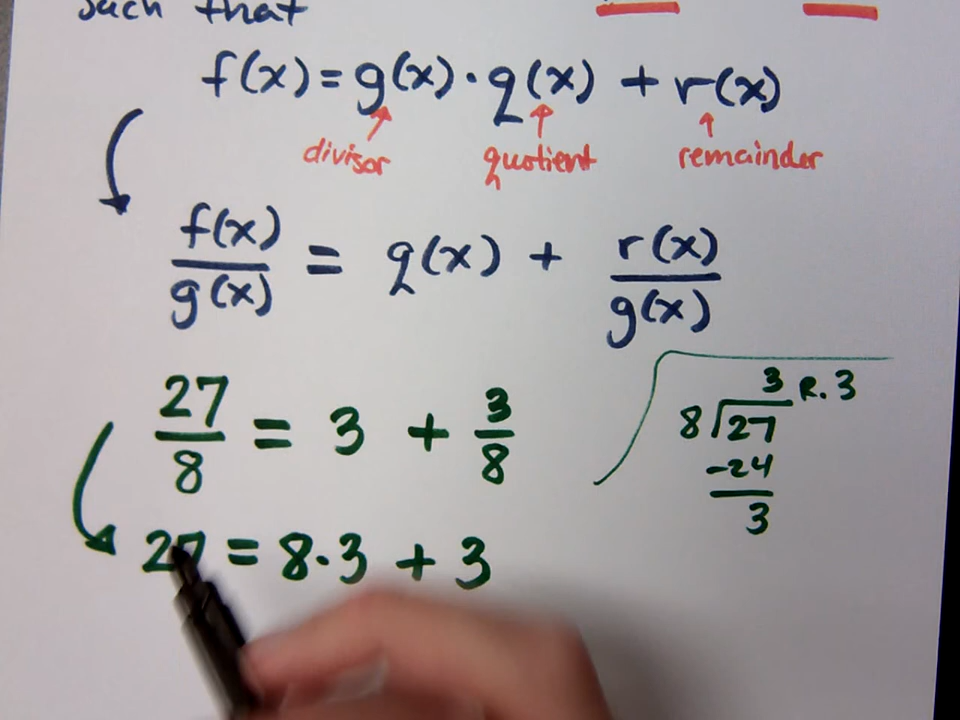 such that
f(x) = g(x) · q(x) + r(x)
divisor quotient remainder
f(x)/g(x) = q(x) + r(x)/g(x)
27/8 = 3 + 3/8
3 R. 3
8 27
-24
3
27 = 8·3 + 3